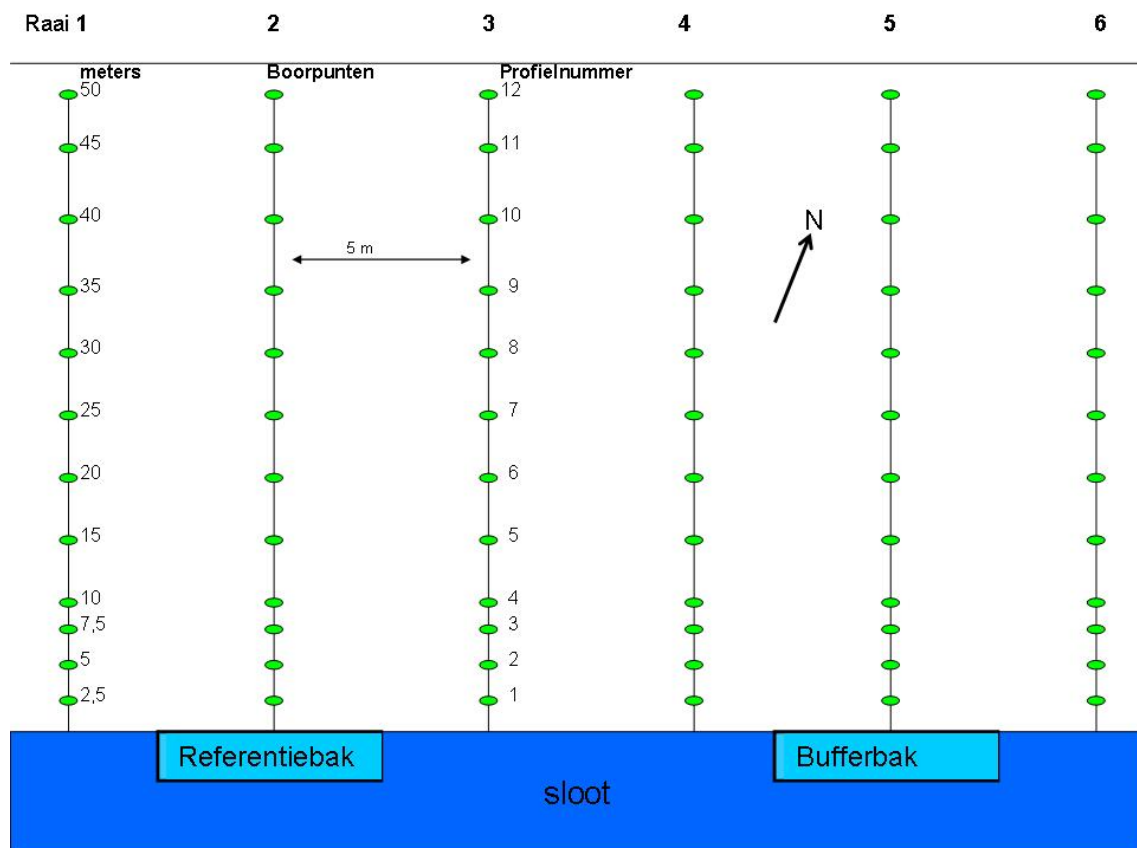 Raai 1 2 3 4 5 6
meters Boorpunten Profielnummer
50 12
45 11
40 10
N
5 m
35 9
30 8
25 7
20 6
15 5
10 4
7,5 3
5 2
2,5 1
Referentiebak Bufferbak
sloot